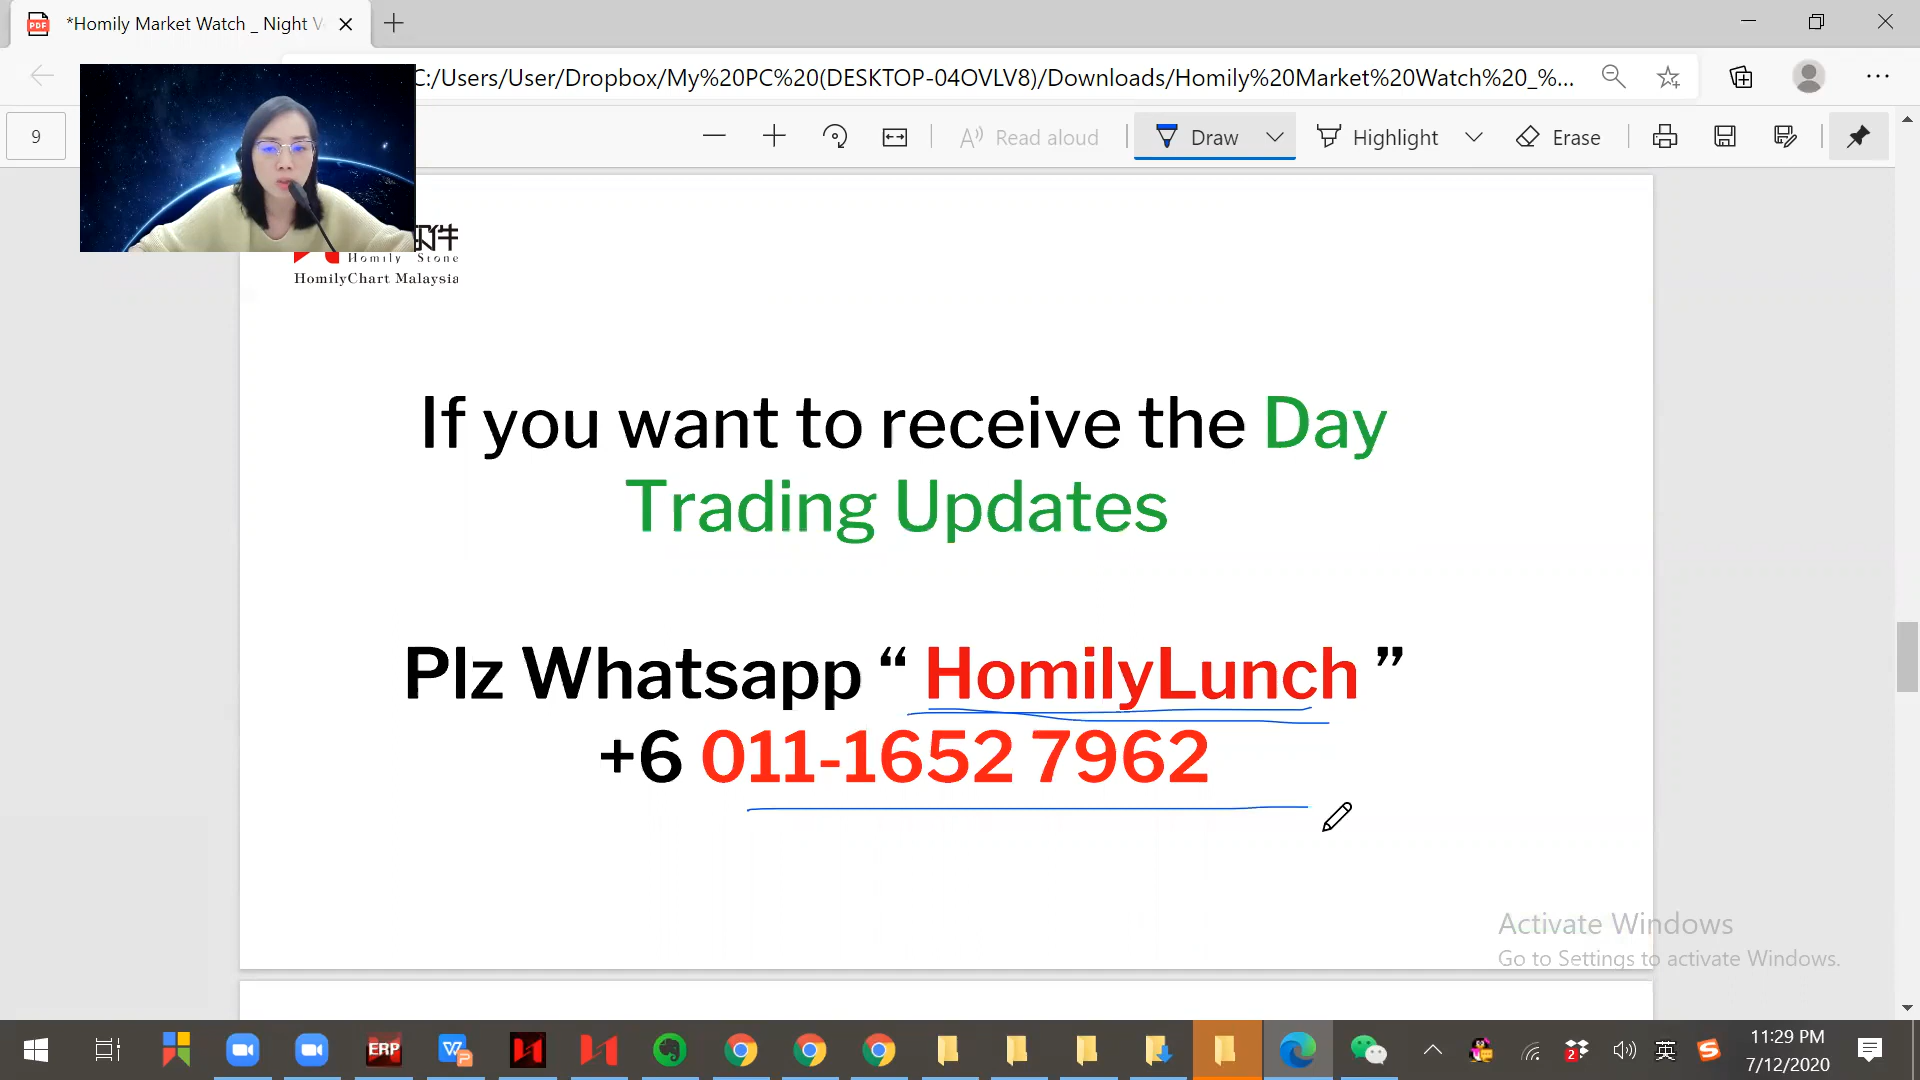 *Homily Market Watch _ Night V
C:/Users/User/Dropbox/My%20PC%20(DESKTOP-04OVLV8)/Downloads/Homily%20Market%20Watch%20_%...
9
Read aloud
Draw
Highlight
Erase
件
Homily Stone
HomilyChart Malaysia
If you want to receive the Day
Trading Updates
Plz Whatsapp “ HomilyLunch ”
+6 011-1652 7962
Activate Windows
Go to Settings to activate Windows.
ERP
2
英
11:29 PM
7/12/2020